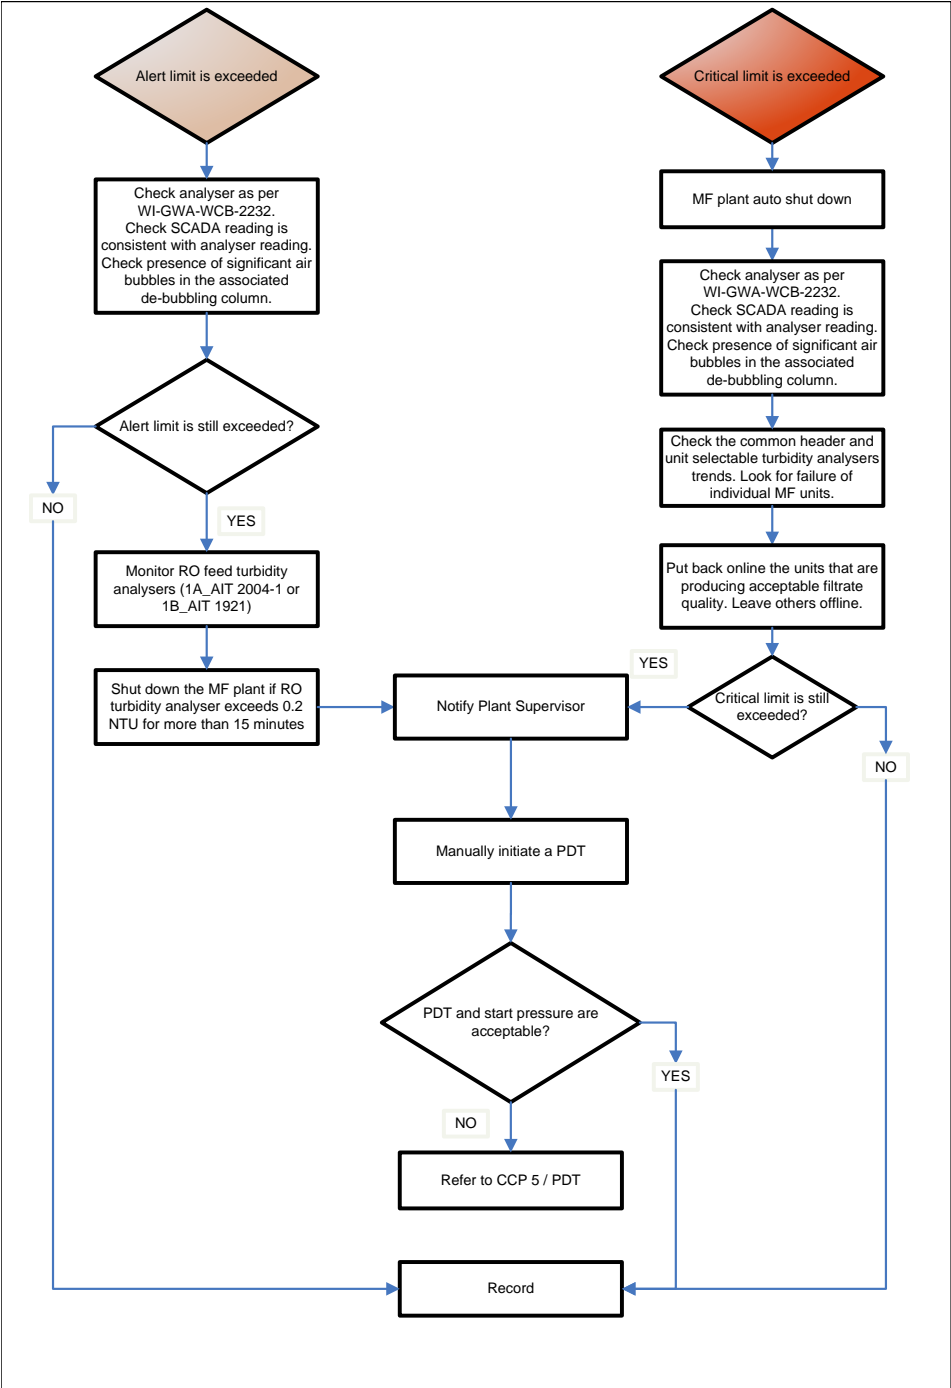 Alert limit is exceeded
Critical limit is exceeded
Check analyser as per
WI-GWA-WCB-2232.
Check SCADA reading is
consistent with analyser reading.
Check presence of significant air
bubbles in the associated
de-bubbling column.
MF plant auto shut down
Check analyser as per
WI-GWA-WCB-2232.
Check SCADA reading is
consistent with analyser reading.
Check presence of significant air
bubbles in the associated
de-bubbling column.
Alert limit is still exceeded?
Check the common header and
unit selectable turbidity analysers
trends. Look for failure of
individual MF units.
NO
YES
Monitor RO feed turbidity
analysers (1A_AIT 2004-1 or
1B_AIT 1921)
Put back online the units that are
producing acceptable filtrate
quality. Leave others offline.
Shut down the MF plant if RO
turbidity analyser exceeds 0.2
NTU for more than 15 minutes
YES
Notify Plant Supervisor
Critical limit is still
exceeded?
NO
Manually initiate a PDT
PDT and start pressure are
acceptable?
YES
NO
Refer to CCP 5 / PDT
Record